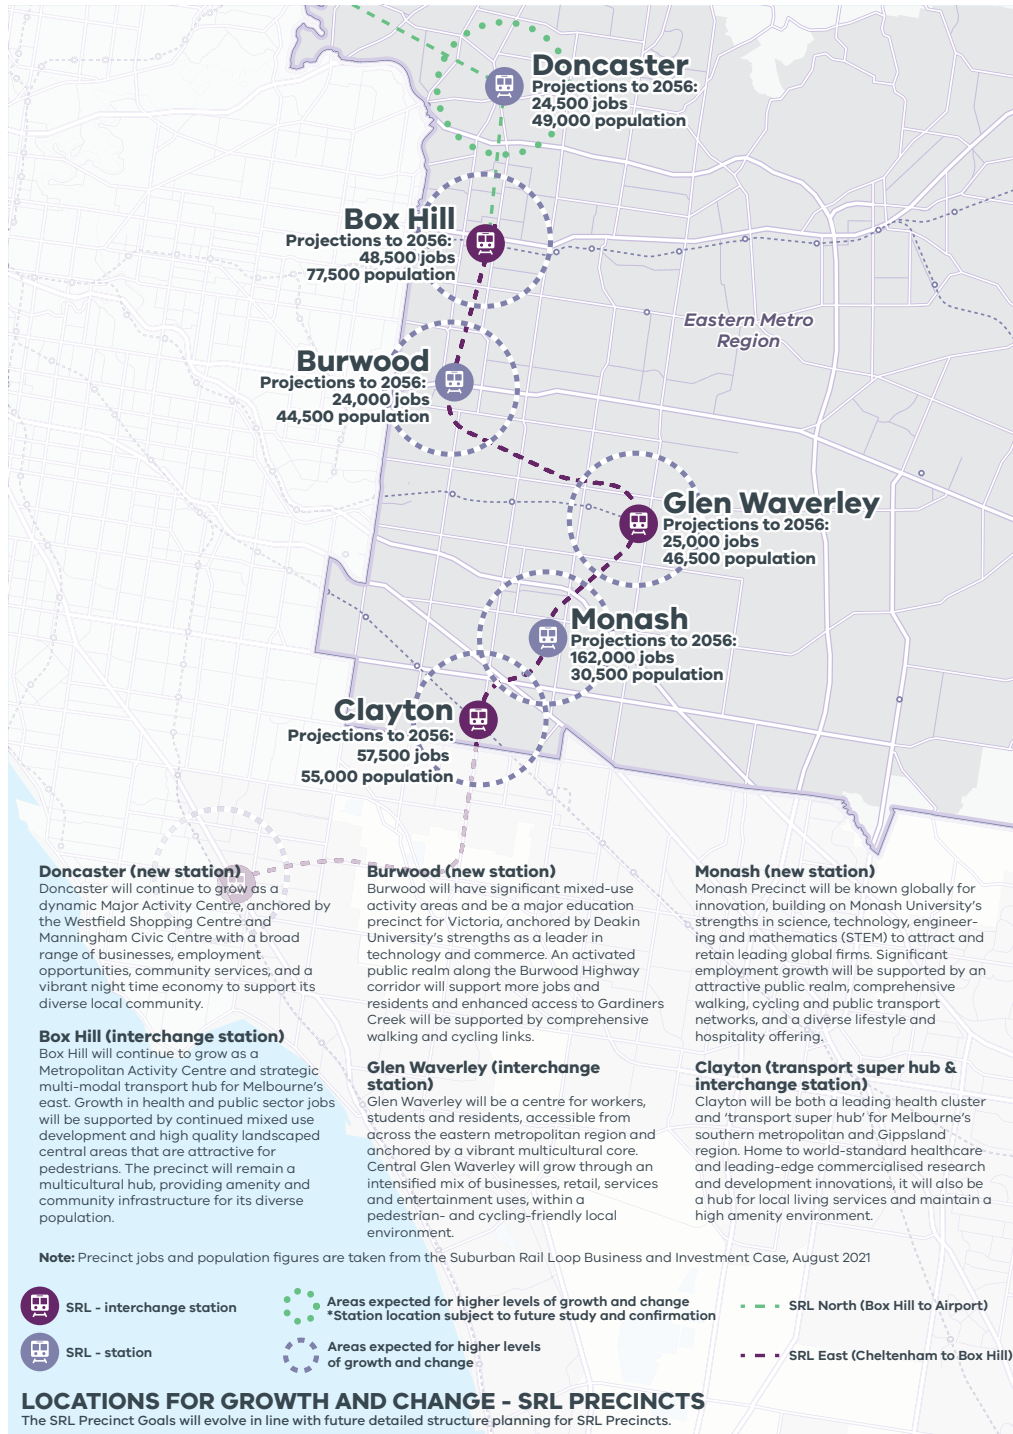 Doncaster
Projections to 2056:
24,500 jobs
49,000 population
Box Hill
Projections to 2056:
48,500 jobs
77,500 population
Eastern Metro
Region
Burwood
Projections to 2056:
24,000 jobs
44,500 population
Glen Waverley
Projections to 2056:
25,000 jobs
46,500 population
Monash
Projections to 2056:
162,000 jobs
30,500 population
Clayton
Projections to 2056:
57,500 jobs
55,000 population
Doncaster (new station)
Doncaster will continue to grow as a
dynamic Major Activity Centre, anchored by
the Westfield Shopping Centre and
Manningham Civic Centre with a broad
range of businesses, employment
opportunities, community services, and a
vibrant night time economy to support its
diverse local community.
Box Hill (interchange station)
Box Hill will continue to grow as a
Metropolitan Activity Centre and strategic
multi-modal transport hub for Melbourne's
east. Growth in health and public sector jobs
will be supported by continued mixed use
development and high quality landscaped
central areas that are attractive for
pedestrians. The precinct will remain a
multicultural hub, providing amenity and
community infrastructure for its diverse
population.
Burwood (new station)
Burwood will have significant mixed-use
activity areas and be a major education
precinct for Victoria, anchored by Deakin
University's strengths as a leader in
technology and commerce. An activated
public realm along the Burwood Highway
corridor will support more jobs and
residents and enhanced access to Gardiners
Creek will be supported by comprehensive
walking and cycling links.
Glen Waverley (interchange
station)
Glen Waverley will be a centre for workers,
students and residents, accessible from
across the eastern metropolitan region and
anchored by a vibrant multicultural core.
Central Glen Waverley will grow through an
intensified mix of businesses, retail, services
and entertainment uses, within a
pedestrian- and cycling-friendly local
environment.
Monash (new station)
Monash Precinct will be known globally for
innovation, building on Monash University's
strengths in science, technology, engineer-
ing and mathematics (STEM) to attract and
retain leading global firms. Significant
employment growth will be supported by an
attractive public realm, comprehensive
walking, cycling and public transport
networks, and a diverse lifestyle and
hospitality offering.
Clayton (transport super hub &
interchange station)
Clayton will be both a leading health cluster
and 'transport super hub' for Melbourne's
southern metropolitan and Gippsland
region. Home to world-standard healthcare
and leading-edge commercialised research
and development innovations, it will also be
a hub for local living services and maintain a
high amenity environment.
Note: Precinct jobs and population figures are taken from the Suburban Rail Loop Business and Investment Case, August 2021
SRL - interchange station
SRL - station
Areas expected for higher levels of growth and change
*Station location subject to future study and confirmation
Areas expected for higher levels
of growth and change
SRL North (Box Hill to Airport)
SRL East (Cheltenham to Box Hill)
LOCATIONS FOR GROWTH AND CHANGE - SRL PRECINCTS
The SRL Precinct Goals will evolve in line with future detailed structure planning for SRL Precincts.